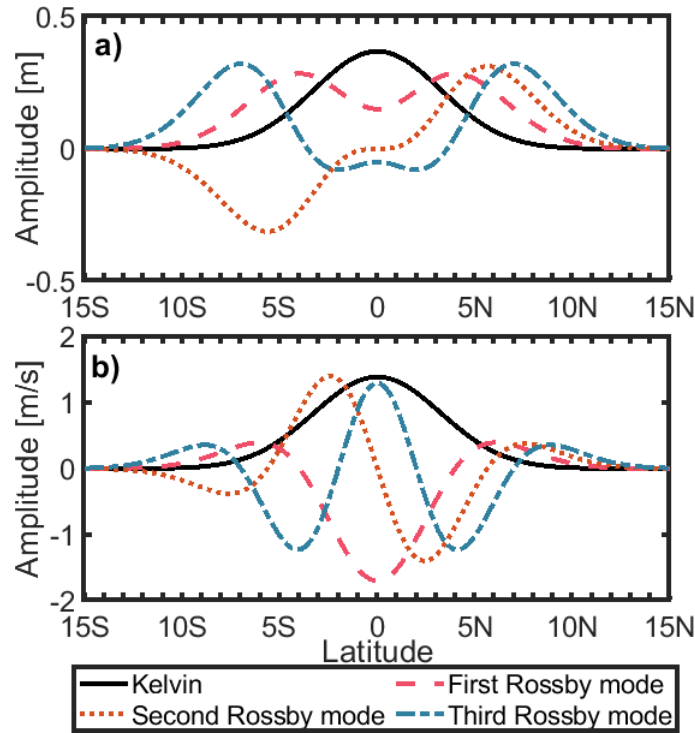 a)
Amplitude [m]
0.5
0
-0.5
15S 10S 5S 0 5N 10N 15N
b)
Amplitude [m/s]
2
1
0
-1
-2
15S 10S 5S 0 5N 10N 15N
Latitude
Kelvin First Rossby mode
Second Rossby mode Third Rossby mode